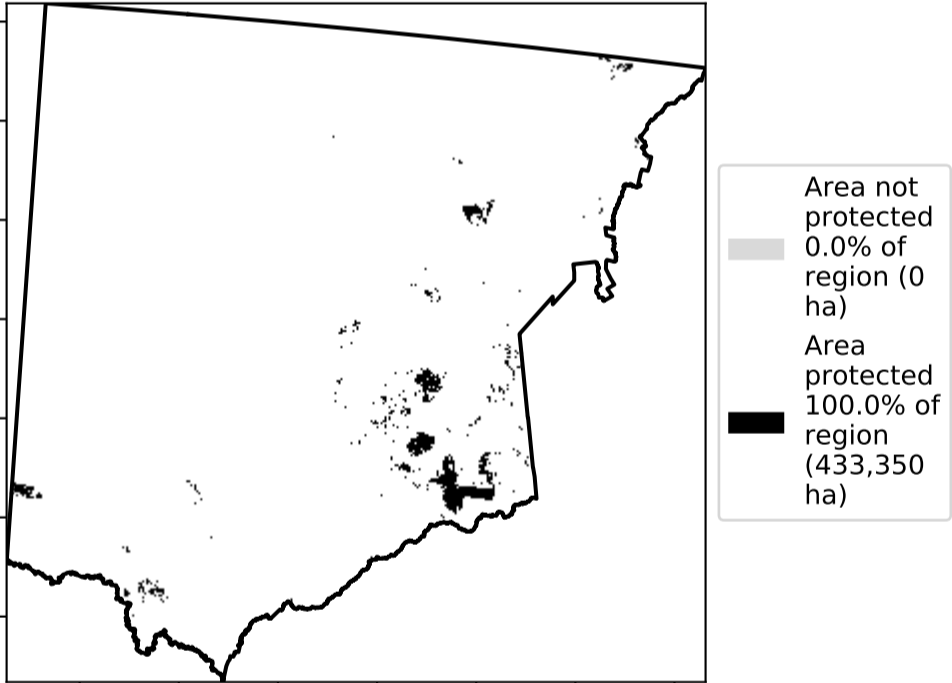 Area not
protected
0.0% of
region (0
ha)
Area
protected
100.0% of
region
(433,350
ha)